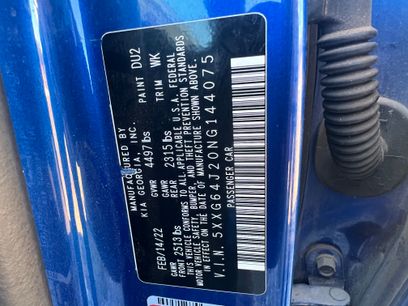 MANUFACTURED BY
KIA GEORGIA, INC.
PAINT DU2
GVWR
4497 lbs
TRIM WK
FEB/14/22
GAWR
FRONT 2513 lbs
GAWR
REAR 2315 lbs
THIS VEHICLE CONFORMS TO ALL APPLICABLE U.S.A. FEDERAL
MOTOR VEHICLE SAFETY, BUMPER, AND THEFT PREVENTION STANDARDS
IN EFFECT ON THE DATE OF MANUFACTURE SHOWN ABOVE.
V.I.N. 5XXG64J20NG144075
PASSENGER CAR